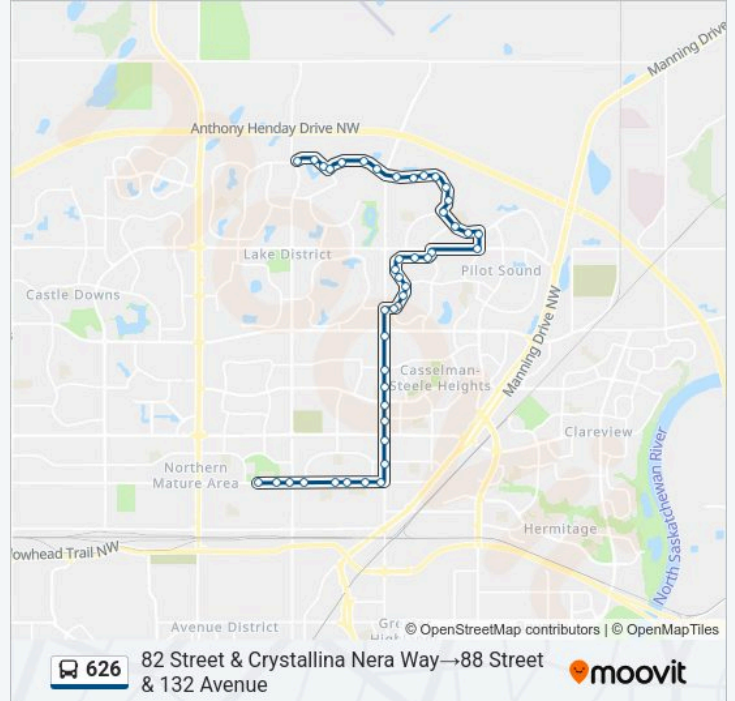 Manning Drive
Anthony Henday Drive NW
Lake District
Pilot Sound
Castle Downs
Manning Drive NW
Casselman-
Steele Heights
Clareview
Northern
Mature Area
North Saskatchewan River
Hermitage
owhead Trail NW
Avenue District
Gre
High
© OpenStreetMap contributors | © OpenMapTiles
626
82 Street & Crystallina Nera Way→88 Street
& 132 Avenue
moovit